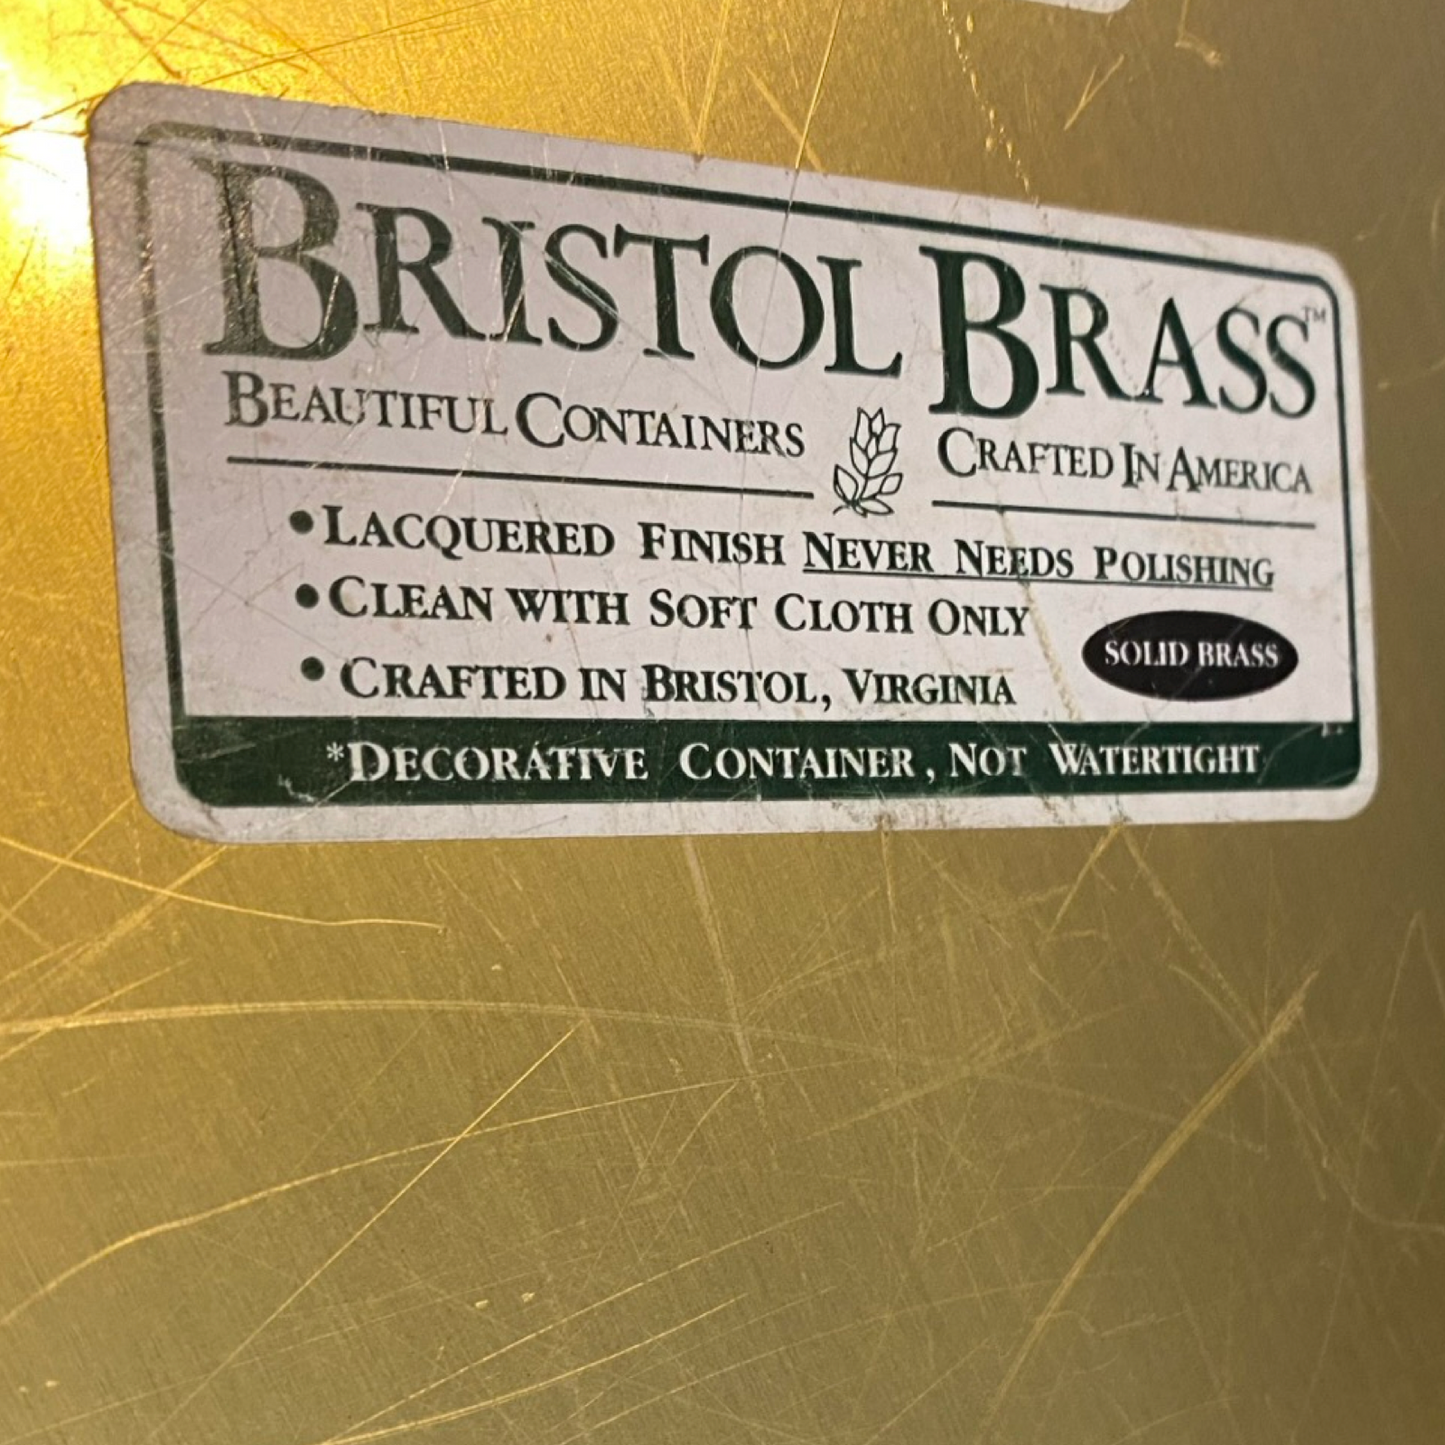 BRISTOL BRASS™
BEAUTIFUL CONTAINERS CRAFTED IN AMERICA
• LACQUERED FINISH NEVER NEEDS POLISHING
• CLEAN WITH SOFT CLOTH ONLY
• CRAFTED IN BRISTOL, VIRGINIA
SOLID BRASS
*DECORATIVE CONTAINER, NOT WATERTIGHT